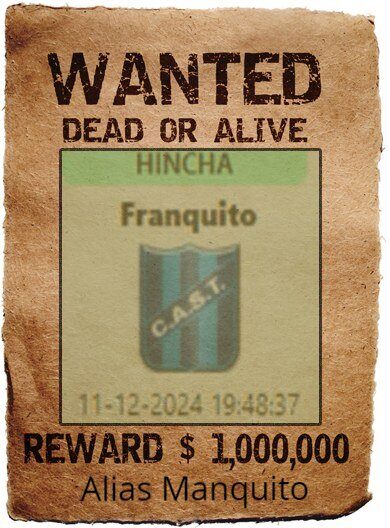 WANTED
DEAD OR ALIVE
HINCHA
Franquito
C.A.S.T.
11-12-2024 19:48:37
REWARD $ 1,000,000
Alias Manquito